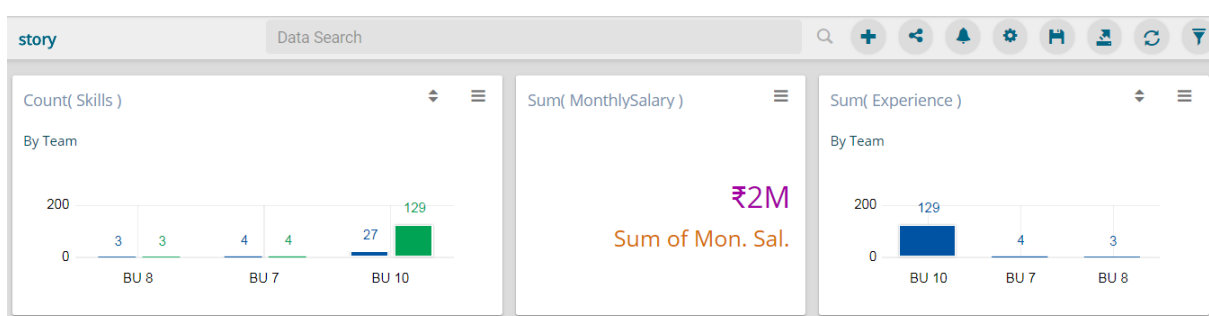 story
Data Search
Count( Skills )
By Team
200
0
3
3
4
4
27
129
BU 8
BU 7
BU 10
Sum( MonthlySalary )
₹2M
Sum of Mon. Sal.
Sum( Experience )
By Team
200
0
129
4
3
BU 10
BU 7
BU 8